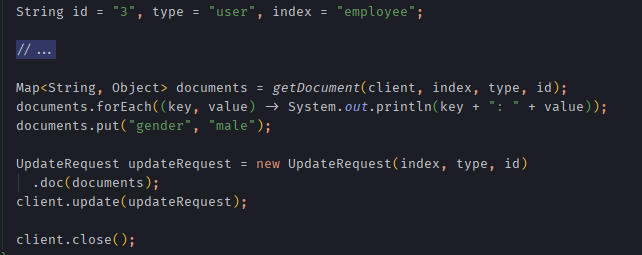 String id = "3", type = "user", index = "employee";
// ...
Map<String, Object> documents = getDocument(client, index, type, id);
documents.forEach((key, value) → System.out.println(key + ": " + value));
documents.put("gender", "male");
UpdateRequest updateRequest = new UpdateRequest(index, type, id)
.doc(documents);
client.update(updateRequest);
client.close();